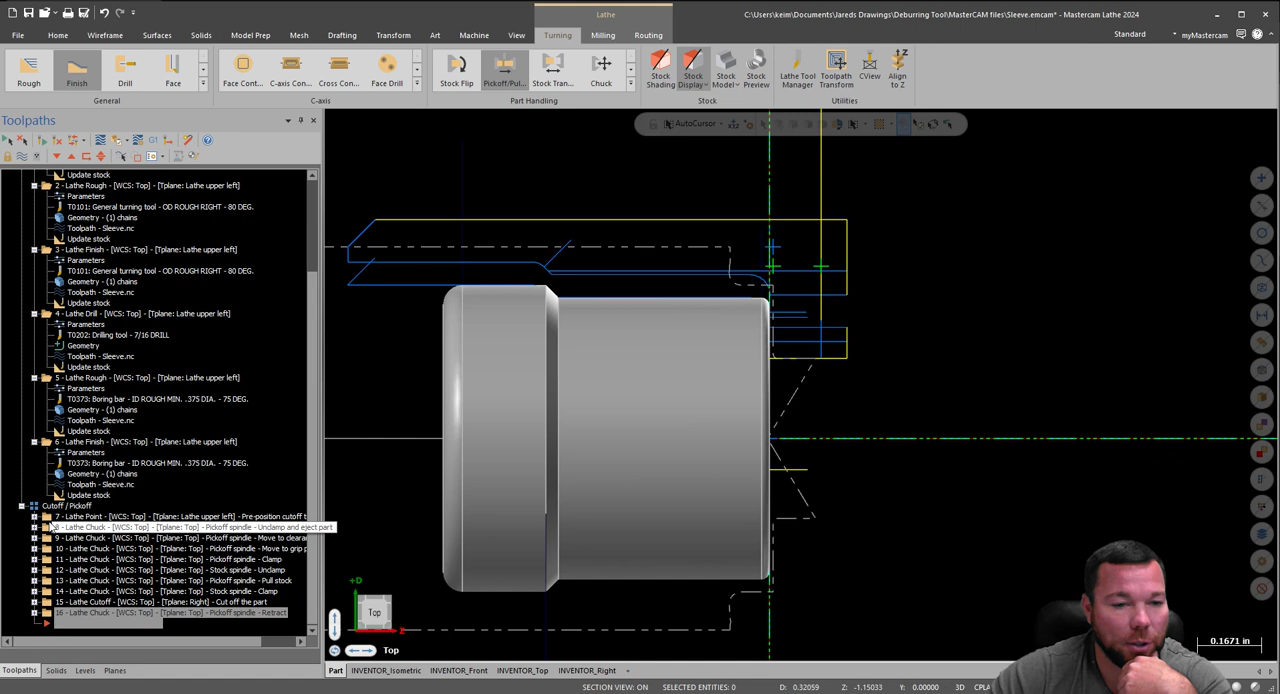 C:\Users\keim\Documents\Jareds Drawings\Deburring Tool\MasterCAM files\Sleeve.emcam* - Mastercam Lathe 2024
Lathe
File Home Wireframe Surfaces Solids Model Prep Mesh Drafting Transform Art Machine View Turning Milling Routing
Standard
myMastercam
Rough Finish Drill Face
Face Cont... C-axis Con... Cross Con... Face Drill
Stock Flip Pickoff/Pul... Stock Tran... Chuck
Stock Shading
Stock Display
Stock Model
Stock Preview
Lathe Tool Manager
Toolpath Transform
CView
Align to Z
General
C-axis
Part Handling
Stock
Utilities
Toolpaths
AutoCursor
Update stock
2 - Lathe Rough - [WCS: Top] - [Tplane: Lathe upper left]
Parameters
T0101: General turning tool - OD ROUGH RIGHT - 80 DEG.
Geometry - (1) chains
Toolpath - Sleeve.nc
Update stock
3 - Lathe Finish - [WCS: Top] - [Tplane: Lathe upper left]
Parameters
T0101: General turning tool - OD ROUGH RIGHT - 80 DEG.
Geometry - (1) chains
Toolpath - Sleeve.nc
Update stock
4 - Lathe Drill - [WCS: Top] - [Tplane: Lathe upper left]
Parameters
T0202: Drilling tool - 7/16 DRILL
Geometry
Toolpath - Sleeve.nc
Update stock
5 - Lathe Rough - [WCS: Top] - [Tplane: Lathe upper left]
Parameters
T0373: Boring bar - ID ROUGH MIN. .375 DIA. - 75 DEG.
Geometry - (1) chains
Toolpath - Sleeve.nc
Update stock
6 - Lathe Finish - [WCS: Top] - [Tplane: Lathe upper left]
Parameters
T0373: Boring bar - ID ROUGH MIN. .375 DIA. - 75 DEG.
Geometry - (1) chains
Toolpath - Sleeve.nc
Update stock
Cutoff / Pickoff
7 - Lathe Point - [WCS: Top] - [Tplane: Lathe upper left] - Pre-position cutoff t
8 - Lathe Chuck - [WCS: Top] - [Tplane: Top] - Pickoff spindle - Unclamp and eject part
9 - Lathe Chuck - [WCS: Top] - [Tplane: Top] - Pickoff spindle - Move to cleara
10 - Lathe Chuck - [WCS: Top] - [Tplane: Top] - Pickoff spindle - Move to grip p
11 - Lathe Chuck - [WCS: Top] - [Tplane: Top] - Pickoff spindle - Clamp
12 - Lathe Chuck - [WCS: Top] - [Tplane: Top] - Stock spindle - Unclamp
13 - Lathe Chuck - [WCS: Top] - [Tplane: Top] - Pickoff spindle - Pull stock
14 - Lathe Chuck - [WCS: Top] - [Tplane: Top] - Stock spindle - Clamp
15 - Lathe Cutoff - [WCS: Top] - [Tplane: Right] - Cut off the part
16 - Lathe Chuck - [WCS: Top] - [Tplane: Top] - Pickoff spindle - Retract
+D
Top
Z
Top
0.1671 in
Toolpaths Solids Levels Planes
Part INVENTOR_Isometric INVENTOR_Front INVENTOR_Top INVENTOR_Right
SECTION VIEW: ON SELECTED ENTITIES: 0 D: 0.32059 Z: -1.15033 Y: 0.00000 3D CPLA